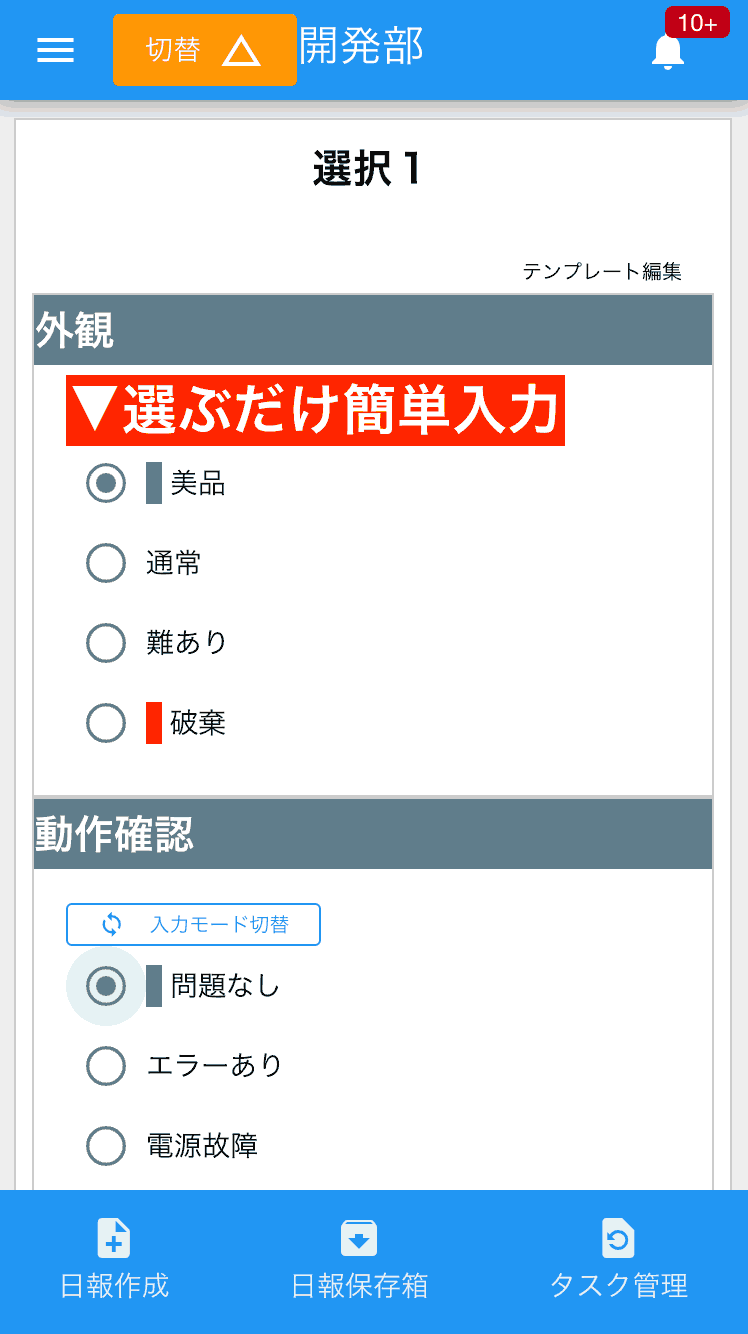 切替 △ 開発部 10+
選択1
テンプレート編集
外観
▼選ぶだけ簡単入力
美品
通常
難あり
破棄
動作確認
入力モード切替
問題なし
エラーあり
電源故障
日報作成 日報保存箱 タスク管理